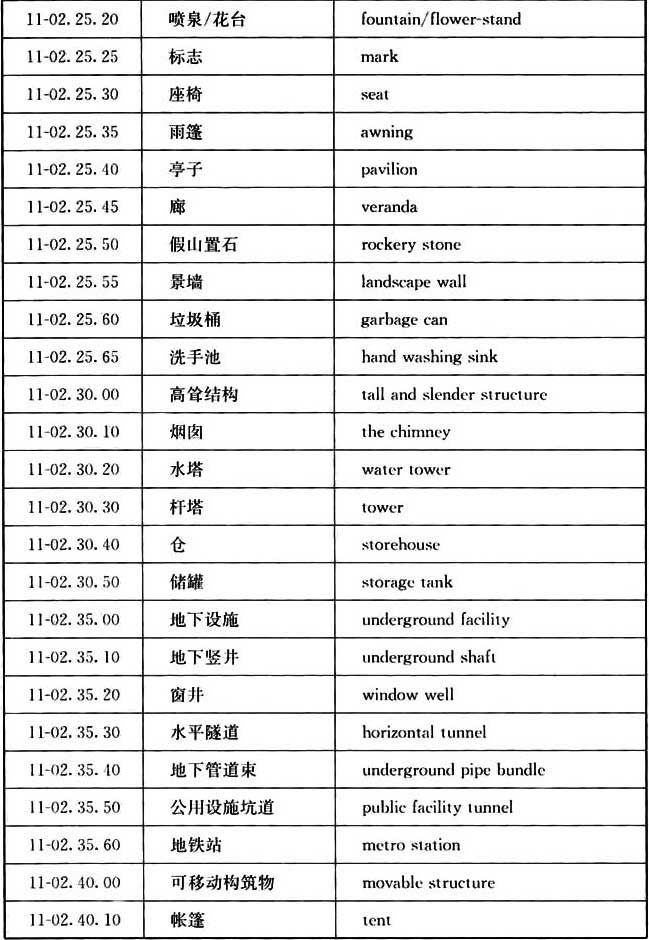 11-02.25.20 喷泉/花台 fountain/flower-stand
11-02.25.25 标志 mark
11-02.25.30 座椅 seat
11-02.25.35 雨篷 awning
11-02.25.40 亭子 pavilion
11-02.25.45 廊 veranda
11-02.25.50 假山置石 rockery stone
11-02.25.55 景墙 landscape wall
11-02.25.60 垃圾桶 garbage can
11-02.25.65 洗手池 hand washing sink
11-02.30.00 高耸结构 tall and slender structure
11-02.30.10 烟囱 the chimney
11-02.30.20 水塔 water tower
11-02.30.30 杆塔 tower
11-02.30.40 仓 storehouse
11-02.30.50 储罐 storage tank
11-02.35.00 地下设施 underground facility
11-02.35.10 地下竖井 underground shaft
11-02.35.20 窗井 window well
11-02.35.30 水平隧道 horizontal tunnel
11-02.35.40 地下管道束 underground pipe bundle
11-02.35.50 公用设施坑道 public facility tunnel
11-02.35.60 地铁站 metro station
11-02.40.00 可移动构筑物 movable structure
11-02.40.10 帐篷 tent